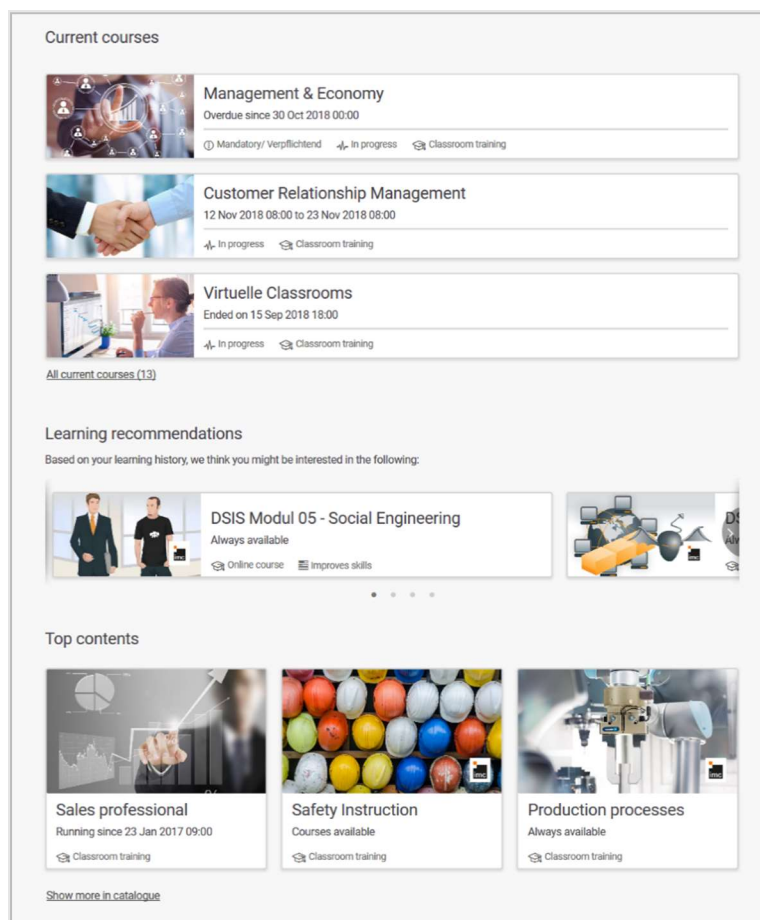 Current courses
Management & Economy
Overdue since 30 Oct 2018 00:00
Mandatory/ Verpflichtend In progress Classroom training
Customer Relationship Management
12 Nov 2018 08:00 to 23 Nov 2018 08:00
In progress Classroom training
Virtuelle Classrooms
Ended on 15 Sep 2018 18:00
In progress Classroom training
All current courses (13)
Learning recommendations
Based on your learning history, we think you might be interested in the following:
DSIS Modul 05 - Social Engineering
Always available
Online course Improves skills
imc
imc
Top contents
imc
imc
Sales professional
Running since 23 Jan 2017 09:00
Classroom training
Safety Instruction
Courses available
Classroom training
Production processes
Always available
Classroom training
Show more in catalogue